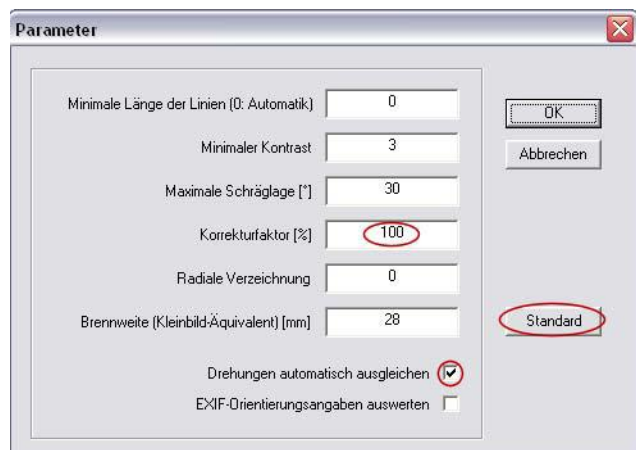 Parameter
Minimale Länge der Linien (0: Automatik) 0
OK
Minimaler Kontrast 3
Abbrechen
Maximale Schräglage [°] 30
Korrekturfaktor [%] 100
Radiale Verzeichnung 0
Brennweite (Kleinbild-Äquivalent) [mm] 28
Standard
Drehungen automatisch ausgleichen
EXIF-Orientierungsangaben auswerten